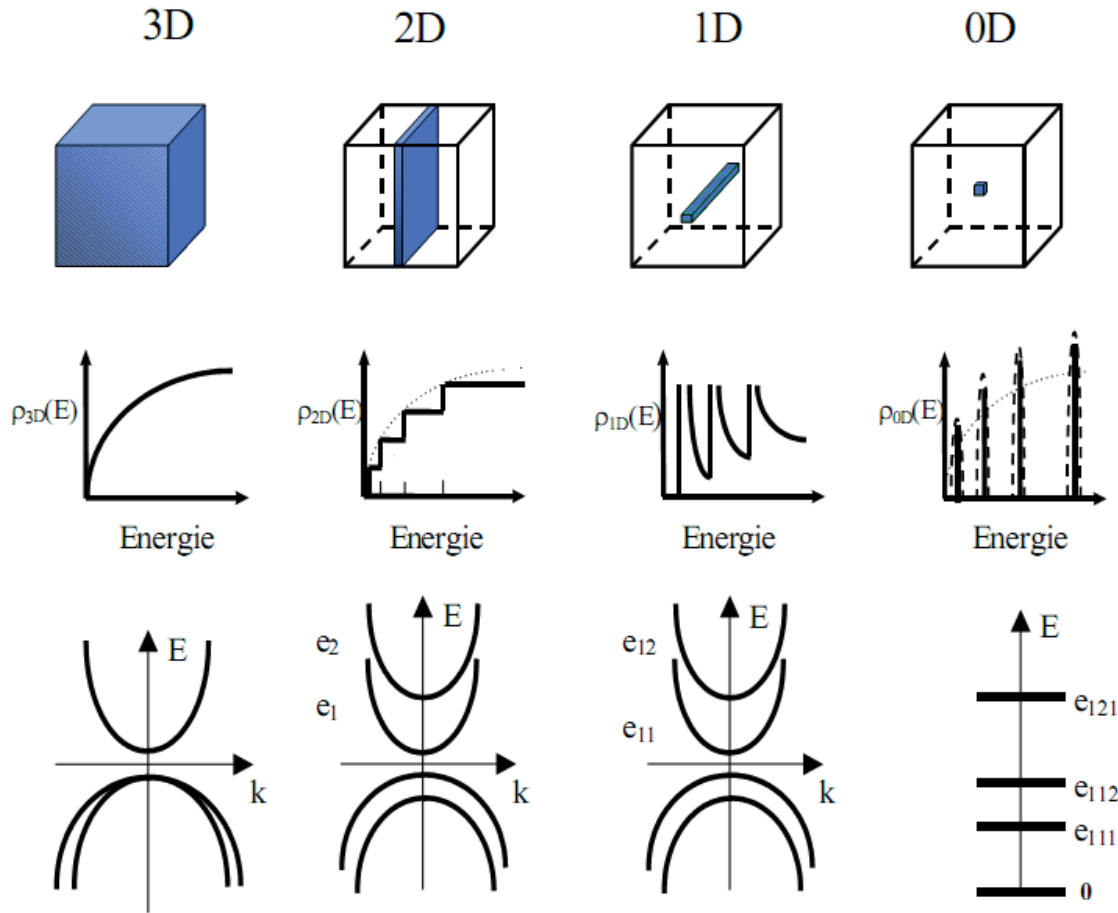 3D 2D 1D 0D
ρ3D(E) ρ2D(E) ρ1D(E) ρ0D(E)
Energie Energie Energie Energie
E E E E
e2 e12
e1 e11
e121
k k k
e112
e111
0